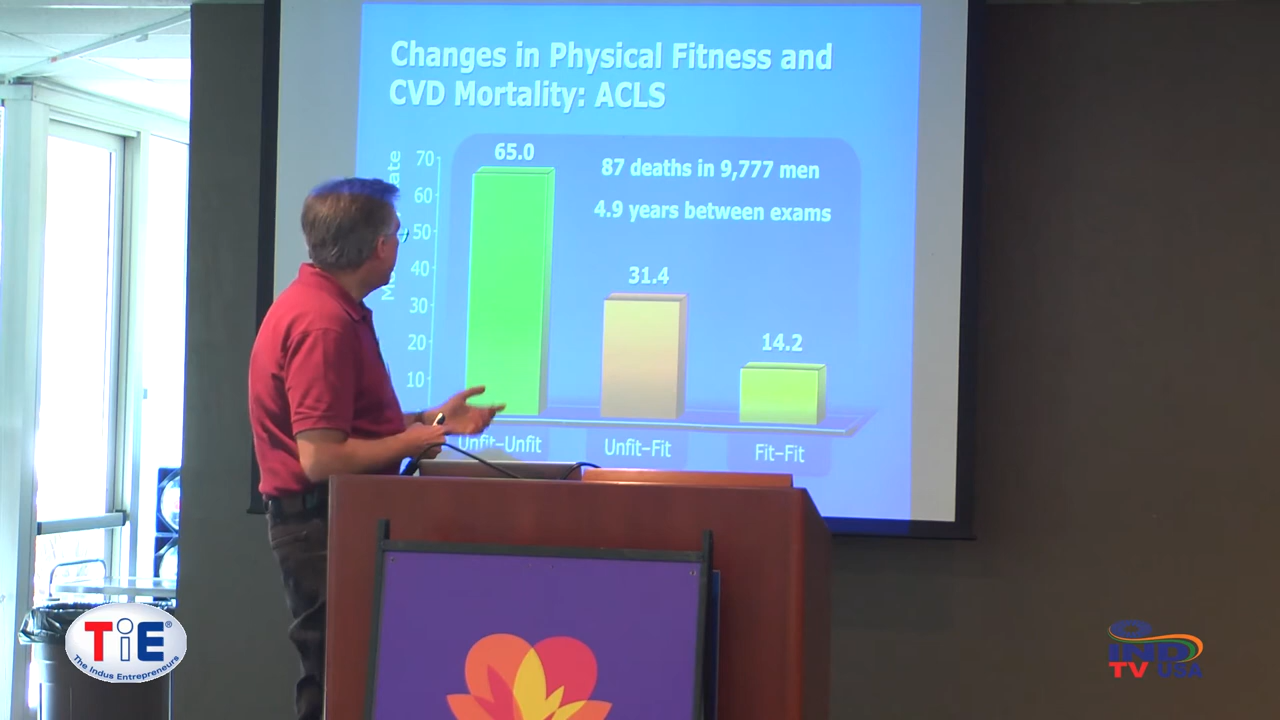 Changes in Physical Fitness and
CVD Mortality: ACLS
65.0
87 deaths in 9,777 men
4.9 years between exams
31.4
14.2
70
60
50
40
30
20
10
Unfit-Unfit
Unfit-Fit
Fit-Fit
TiE®
The Indus Entrepreneurs
IND
TV USA